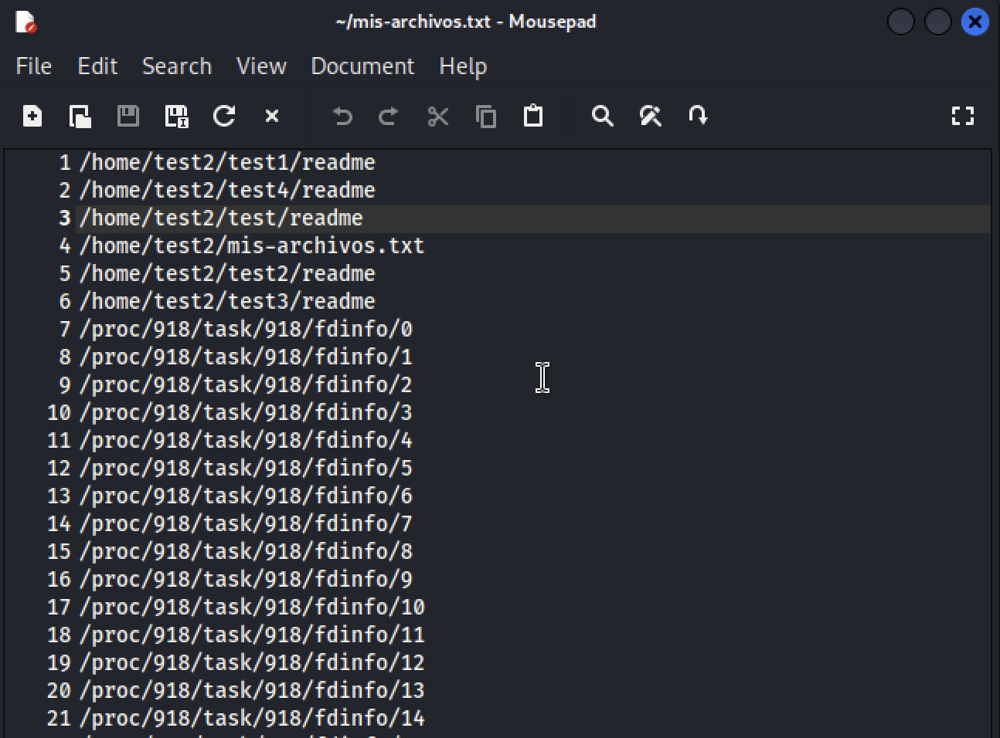 ~/mis-archivos.txt - Mousepad
File Edit Search View Document Help
1 /home/test2/test1/readme
2 /home/test2/test4/readme
3 /home/test2/test/readme
4 /home/test2/mis-archivos.txt
5 /home/test2/test2/readme
6 /home/test2/test3/readme
7 /proc/918/task/918/fdinfo/0
8 /proc/918/task/918/fdinfo/1
9 /proc/918/task/918/fdinfo/2
10 /proc/918/task/918/fdinfo/3
11 /proc/918/task/918/fdinfo/4
12 /proc/918/task/918/fdinfo/5
13 /proc/918/task/918/fdinfo/6
14 /proc/918/task/918/fdinfo/7
15 /proc/918/task/918/fdinfo/8
16 /proc/918/task/918/fdinfo/9
17 /proc/918/task/918/fdinfo/10
18 /proc/918/task/918/fdinfo/11
19 /proc/918/task/918/fdinfo/12
20 /proc/918/task/918/fdinfo/13
21 /proc/918/task/918/fdinfo/14